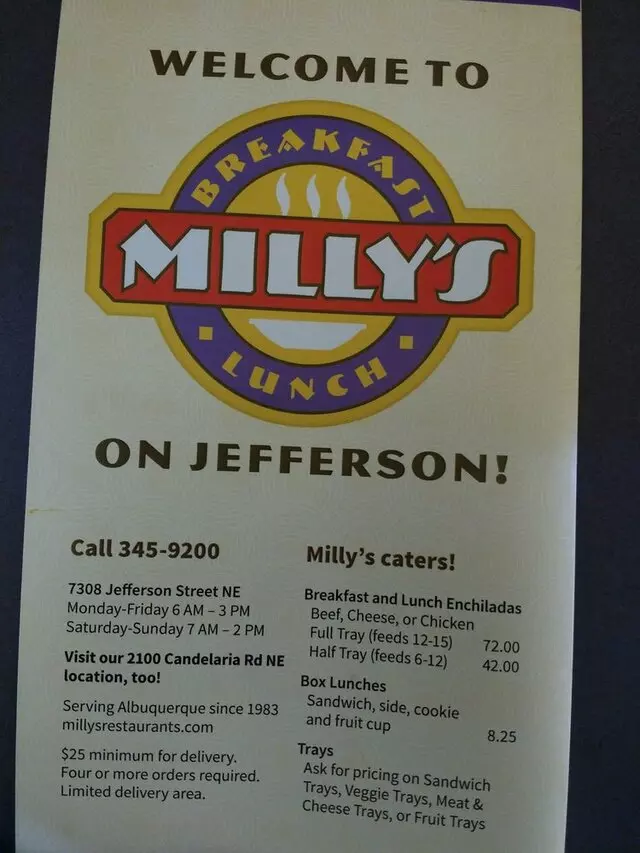 WELCOME TO
BREAKFAST
MILLY'S
LUNCH
ON JEFFERSON!
Call 345-9200
7308 Jefferson Street NE
Monday-Friday 6 AM – 3 PM
Saturday-Sunday 7 AM – 2 PM
Visit our 2100 Candelaria Rd NE
location, too!
Serving Albuquerque since 1983
millysrestaurants.com
$25 minimum for delivery.
Four or more orders required.
Limited delivery area.
Milly's caters!
Breakfast and Lunch Enchiladas
Beef, Cheese, or Chicken
Full Tray (feeds 12-15) 72.00
Half Tray (feeds 6-12) 42.00
Box Lunches
Sandwich, side, cookie
and fruit cup 8.25
Trays
Ask for pricing on Sandwich
Trays, Veggie Trays, Meat &
Cheese Trays, or Fruit Trays